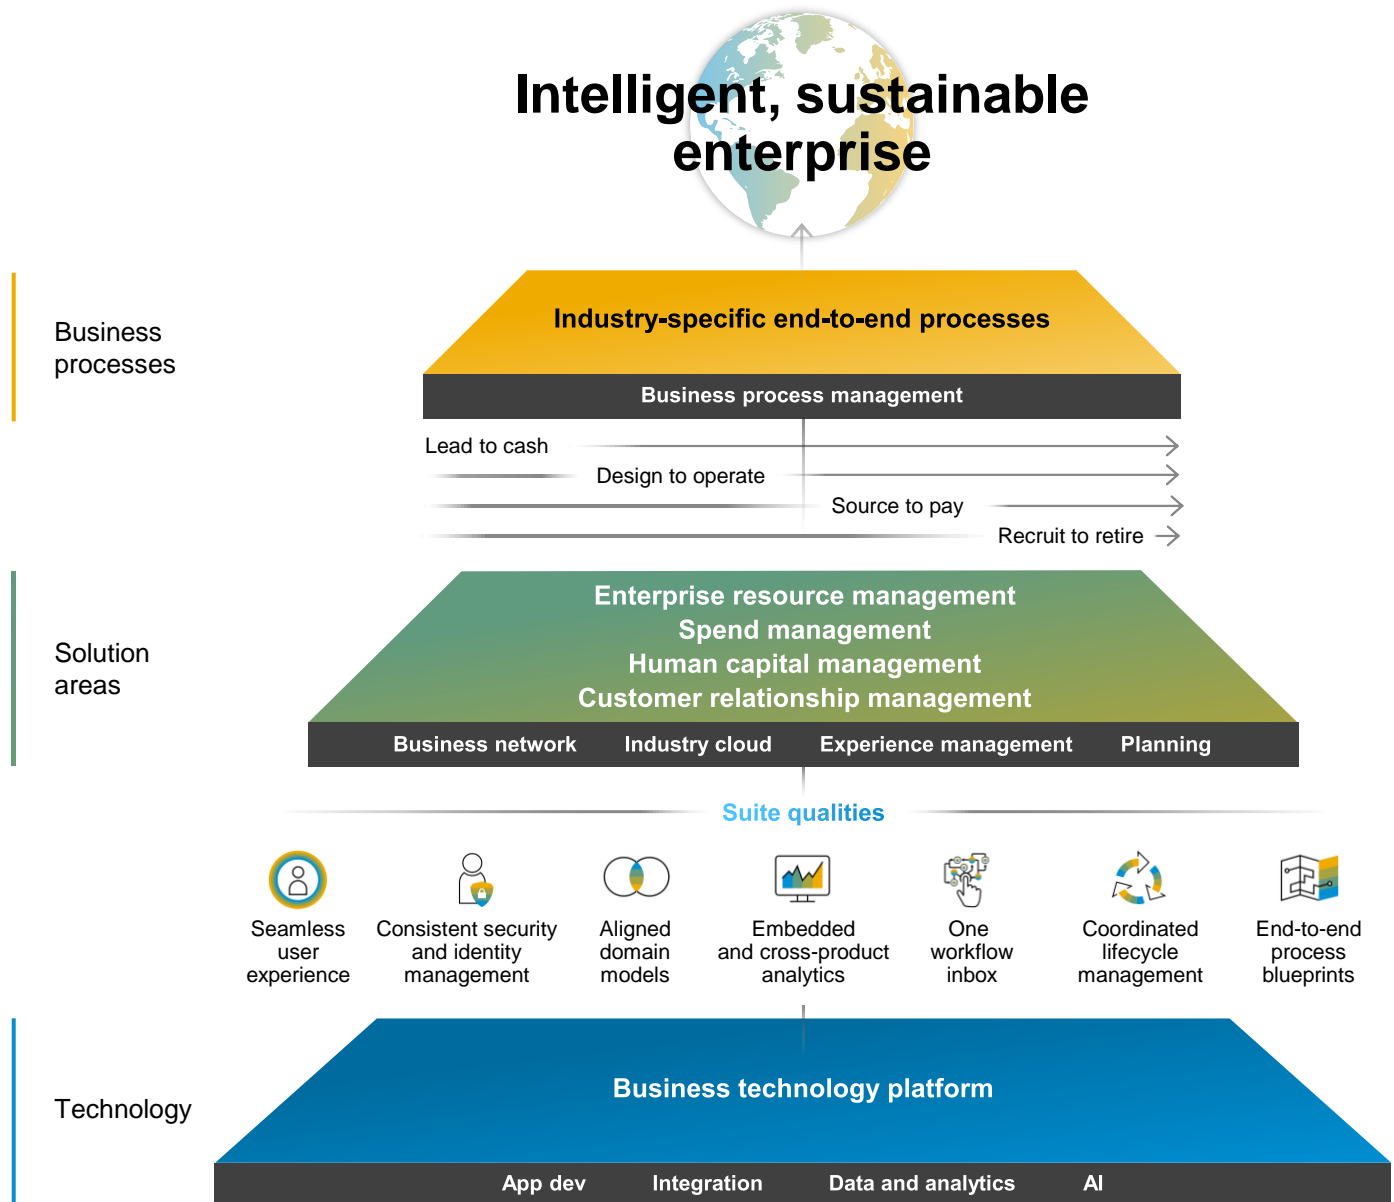 Intelligent, sustainable
enterprise
Business
processes
Industry-specific end-to-end processes
Business process management
Lead to cash
Design to operate
Source to pay
Recruit to retire
Solution
areas
Enterprise resource management
Spend management
Human capital management
Customer relationship management
Business network Industry cloud Experience management Planning
Suite qualities
Seamless
user
experience
Consistent security
and identity
management
Aligned
domain
models
Embedded
and cross-product
analytics
One
workflow
inbox
Coordinated
lifecycle
management
End-to-end
process
blueprints
Technology
Business technology platform
App dev Integration Data and analytics AI